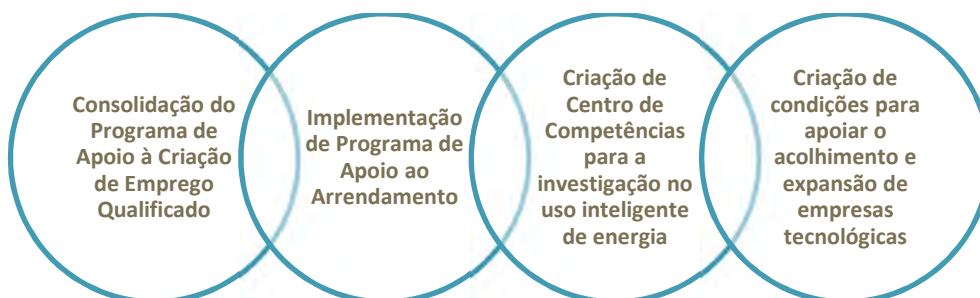 Consolidação do
Programa de
Apoio à Criação
de Emprego
Qualificado
Implementação
de Programa de
Apoio ao
Arrendamento
Criação de
Centro de
Competências
para a
investigação no
uso inteligente
de energia
Criação de
condições para
apoiar o
acolhimento e
expansão de
empresas
tecnológicas